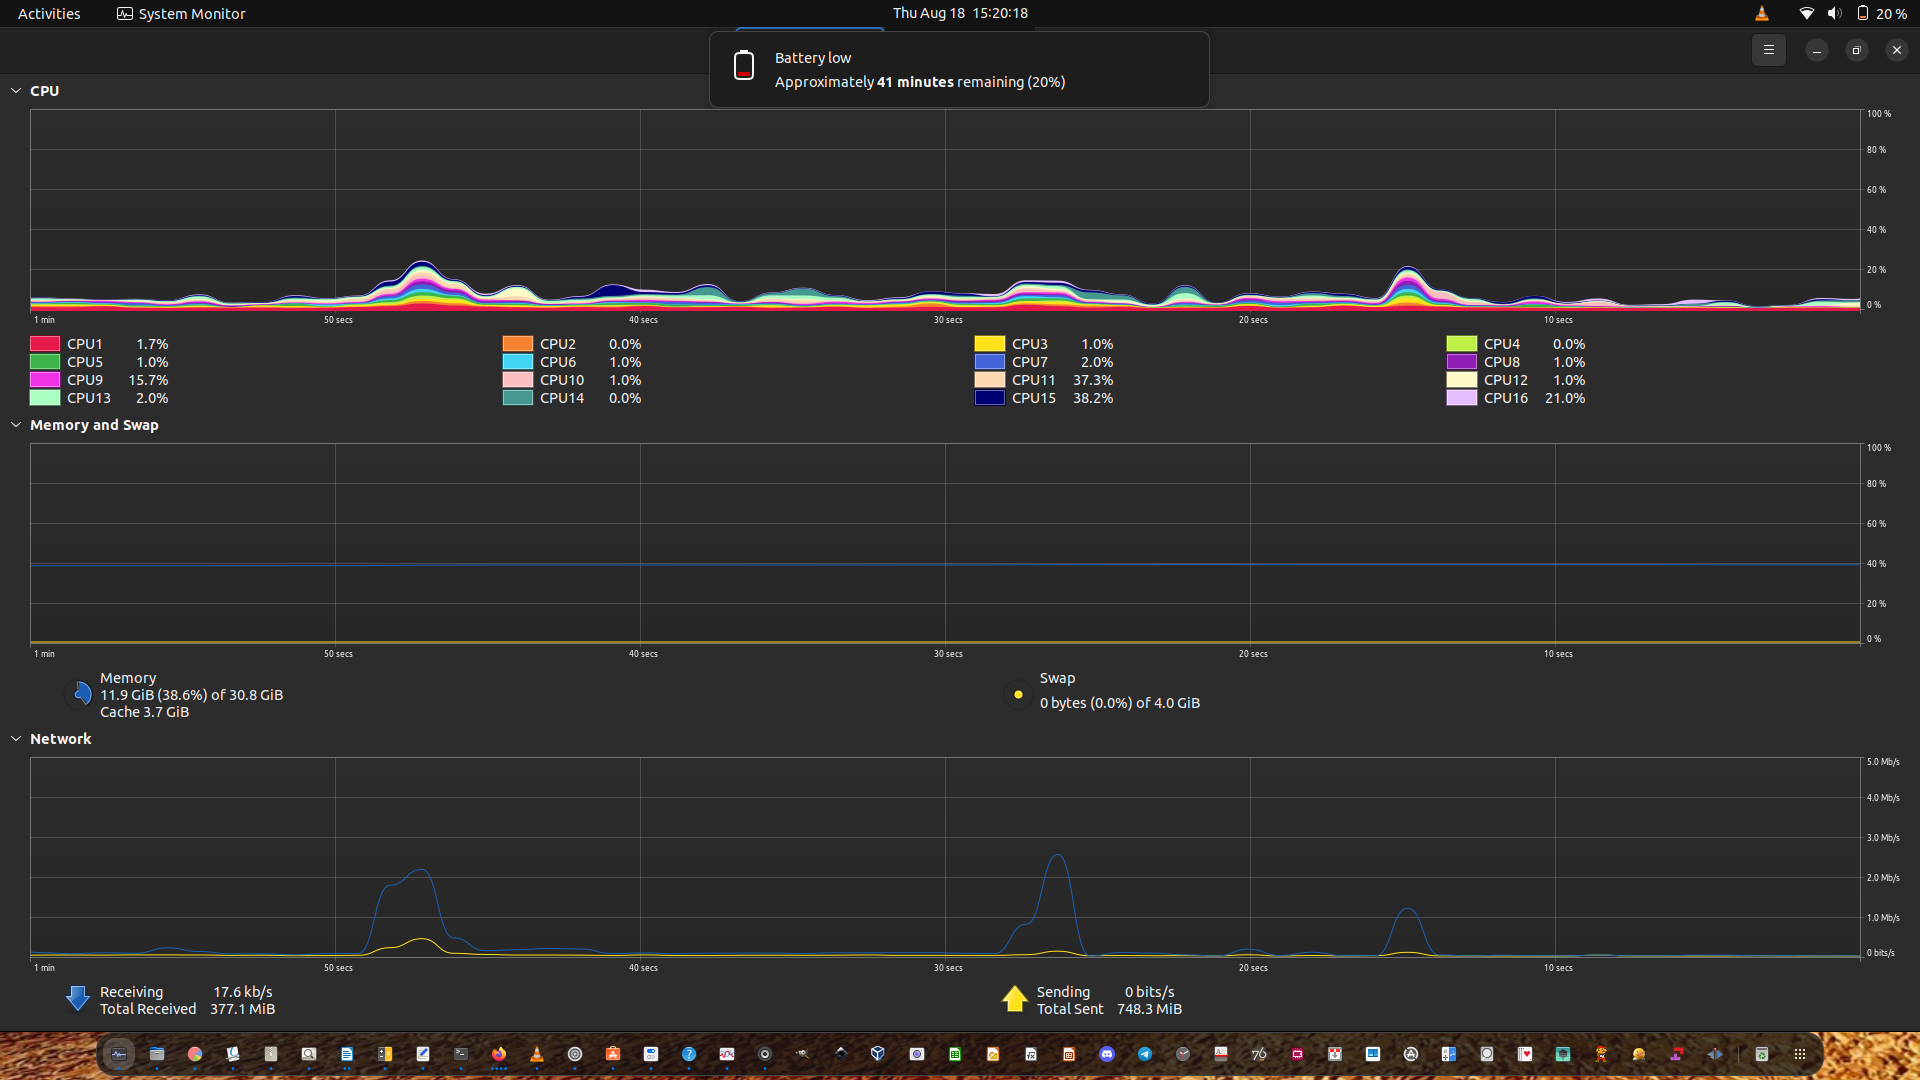 Activities
System Monitor
Thu Aug 18 15:20:18
20 %
Battery low
Approximately 41 minutes remaining (20%)
CPU
100 %
80 %
60 %
40 %
20 %
0 %
1 min 50 secs 40 secs 30 secs 20 secs 10 secs
CPU1 1.7% CPU2 0.0% CPU3 1.0% CPU4 0.0%
CPU5 1.0% CPU6 1.0% CPU7 2.0% CPU8 1.0%
CPU9 15.7% CPU10 1.0% CPU11 37.3% CPU12 1.0%
CPU13 2.0% CPU14 0.0% CPU15 38.2% CPU16 21.0%
Memory and Swap
100 %
80 %
60 %
40 %
20 %
0 %
1 min 50 secs 40 secs 30 secs 20 secs 10 secs
Memory
11.9 GiB (38.6%) of 30.8 GiB
Cache 3.7 GiB
Swap
0 bytes (0.0%) of 4.0 GiB
Network
5.0 Mb/s
4.0 Mb/s
3.0 Mb/s
2.0 Mb/s
1.0 Mb/s
0 bits/s
1 min 50 secs 40 secs 30 secs 20 secs 10 secs
Receiving 17.6 kb/s
Total Received 377.1 MiB
Sending 0 bits/s
Total Sent 748.3 MiB